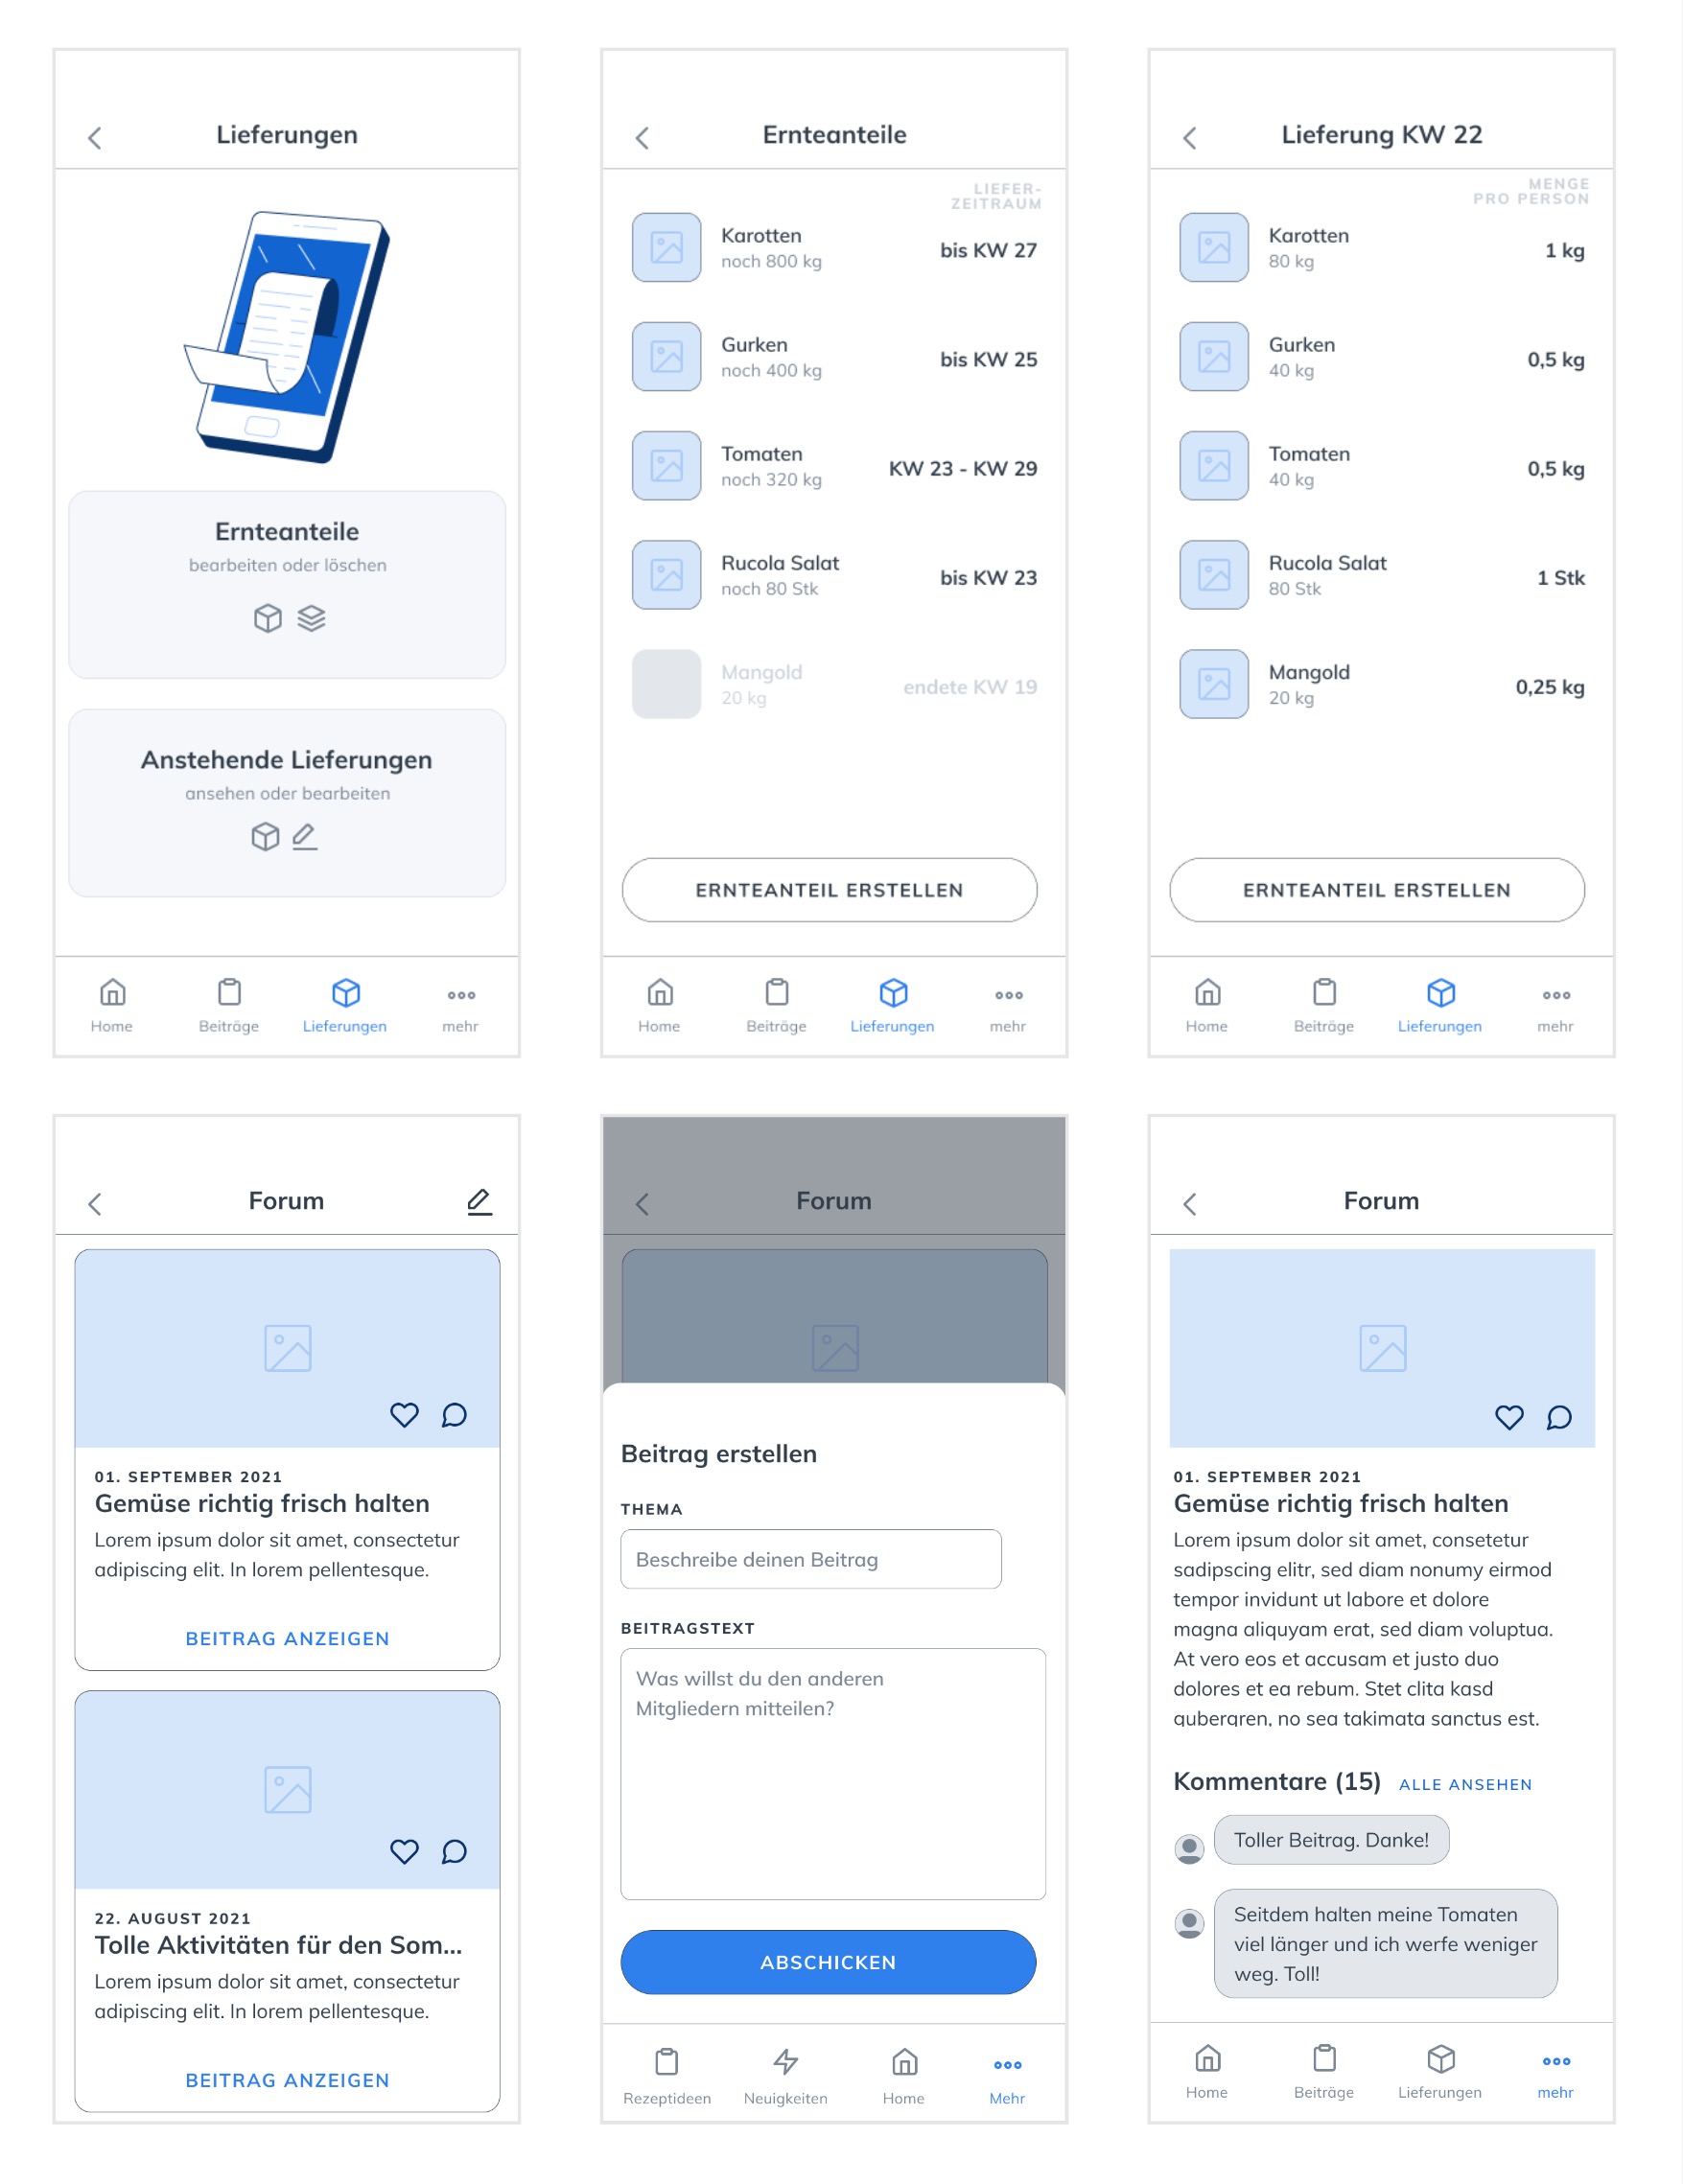 Lieferungen
Ernteanteile
bearbeiten oder löschen
Anstehende Lieferungen
ansehen oder bearbeiten
Home
Beiträge
Lieferungen
mehr
Ernteanteile
LIEFER-
ZEITRAUM
Karotten
noch 800 kg
bis KW 27
Gurken
noch 400 kg
bis KW 25
Tomaten
noch 320 kg
KW 23 - KW 29
Rucola Salat
noch 80 Stk
bis KW 23
Mangold
20 kg
endete KW 19
ERNTEANTEIL ERSTELLEN
Home
Beiträge
Lieferungen
mehr
Lieferung KW 22
MENGE
PRO PERSON
Karotten
80 kg
1 kg
Gurken
40 kg
0,5 kg
Tomaten
40 kg
0,5 kg
Rucola Salat
80 Stk
1 Stk
Mangold
20 kg
0,25 kg
ERNTEANTEIL ERSTELLEN
Home
Beiträge
Lieferungen
mehr
Forum
01. SEPTEMBER 2021
Gemüse richtig frisch halten
Lorem ipsum dolor sit amet, consectetur
adipiscing elit. In lorem pellentesque.
BEITRAG ANZEIGEN
22. AUGUST 2021
Tolle Aktivitäten für den Som...
Lorem ipsum dolor sit amet, consectetur
adipiscing elit. In lorem pellentesque.
BEITRAG ANZEIGEN
Forum
Beitrag erstellen
THEMA
Beschreibe deinen Beitrag
BEITRAGSTEXT
Was willst du den anderen
Mitgliedern mitteilen?
ABSCHICKEN
Rezeptideen
Neuigkeiten
Home
Mehr
Forum
01. SEPTEMBER 2021
Gemüse richtig frisch halten
Lorem ipsum dolor sit amet, consetetur
sadipscing elitr, sed diam nonumy eirmod
tempor invidunt ut labore et dolore
magna aliquyam erat, sed diam voluptua.
At vero eos et accusam et justo duo
dolores et ea rebum. Stet clita kasd
gubergren, no sea takimata sanctus est.
Kommentare (15)
ALLE ANSEHEN
Toller Beitrag. Danke!
Seitdem halten meine Tomaten
viel länger und ich werfe weniger
weg. Toll!
Home
Beiträge
Lieferungen
mehr